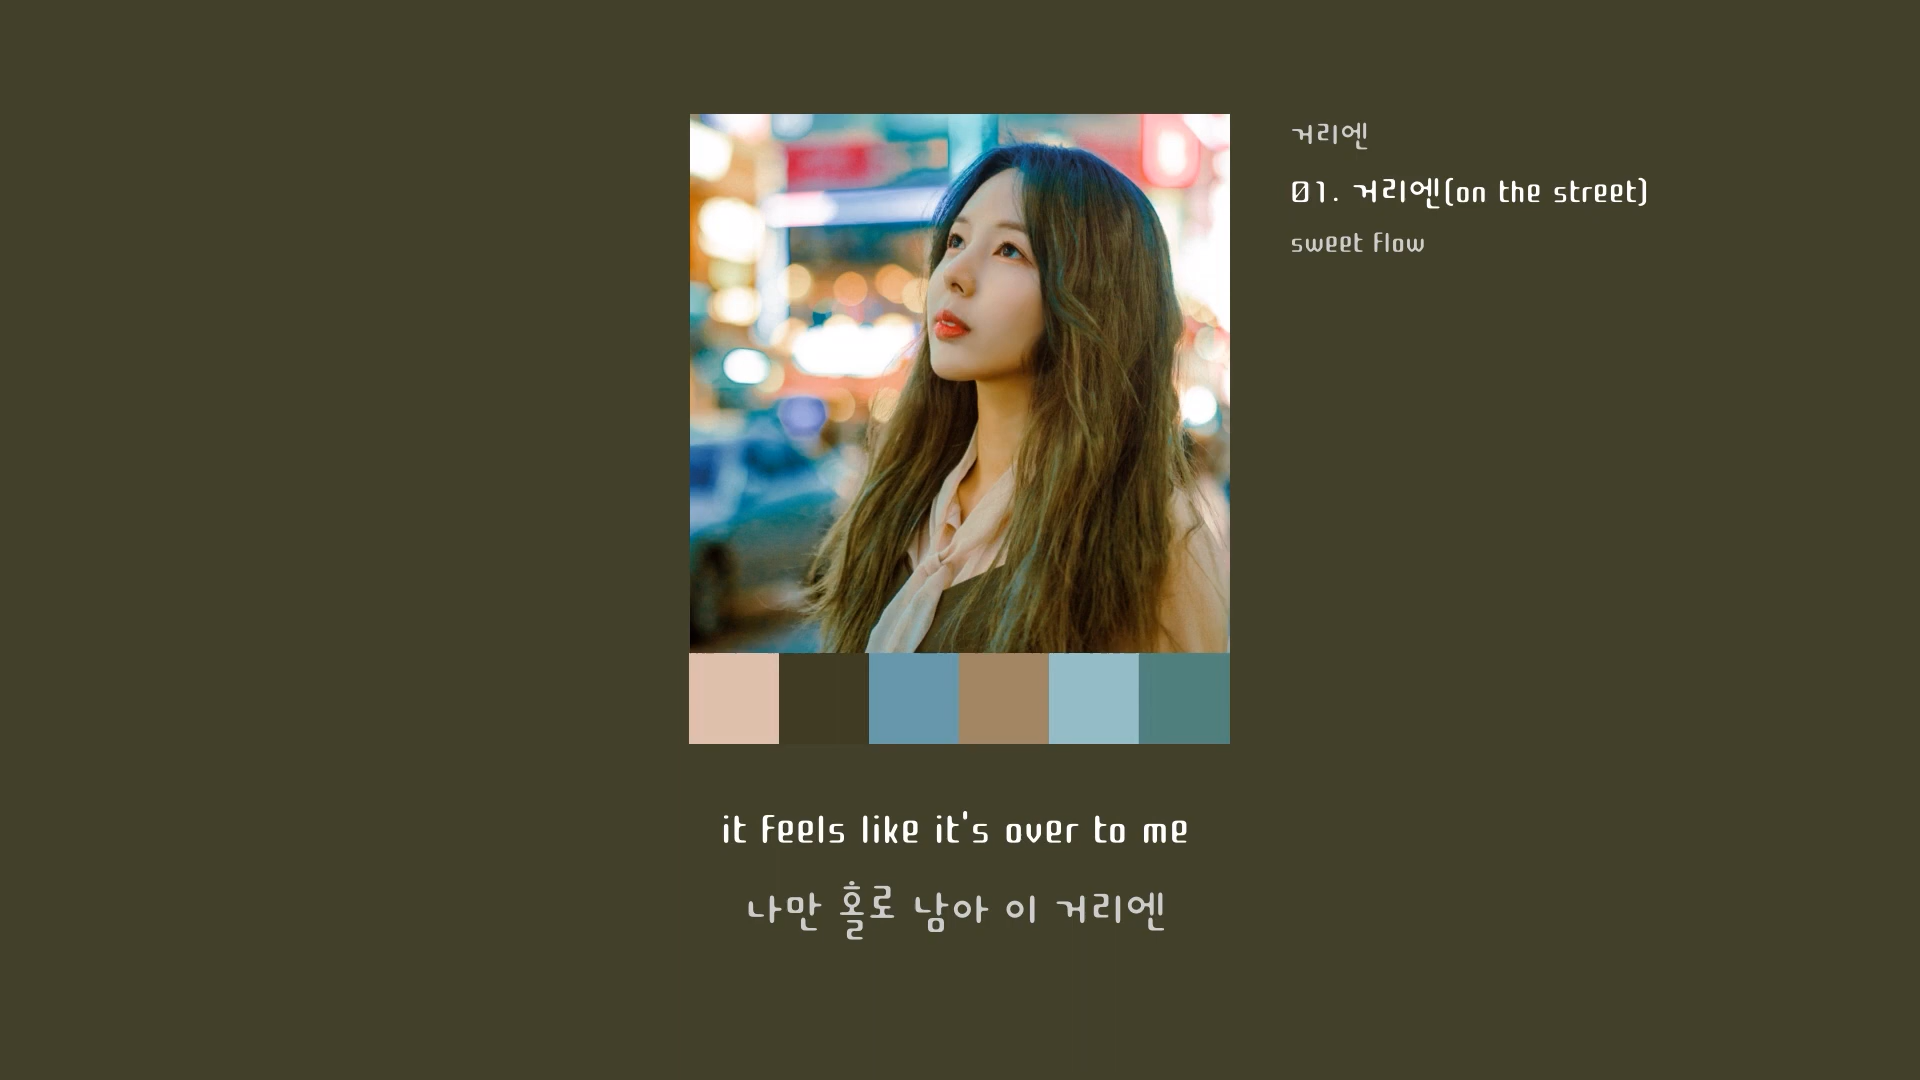 거리엔
01. 거리엔(on the street)
sweet flow
it feels like it's over to me
나만 홀로 남아 이 거리엔